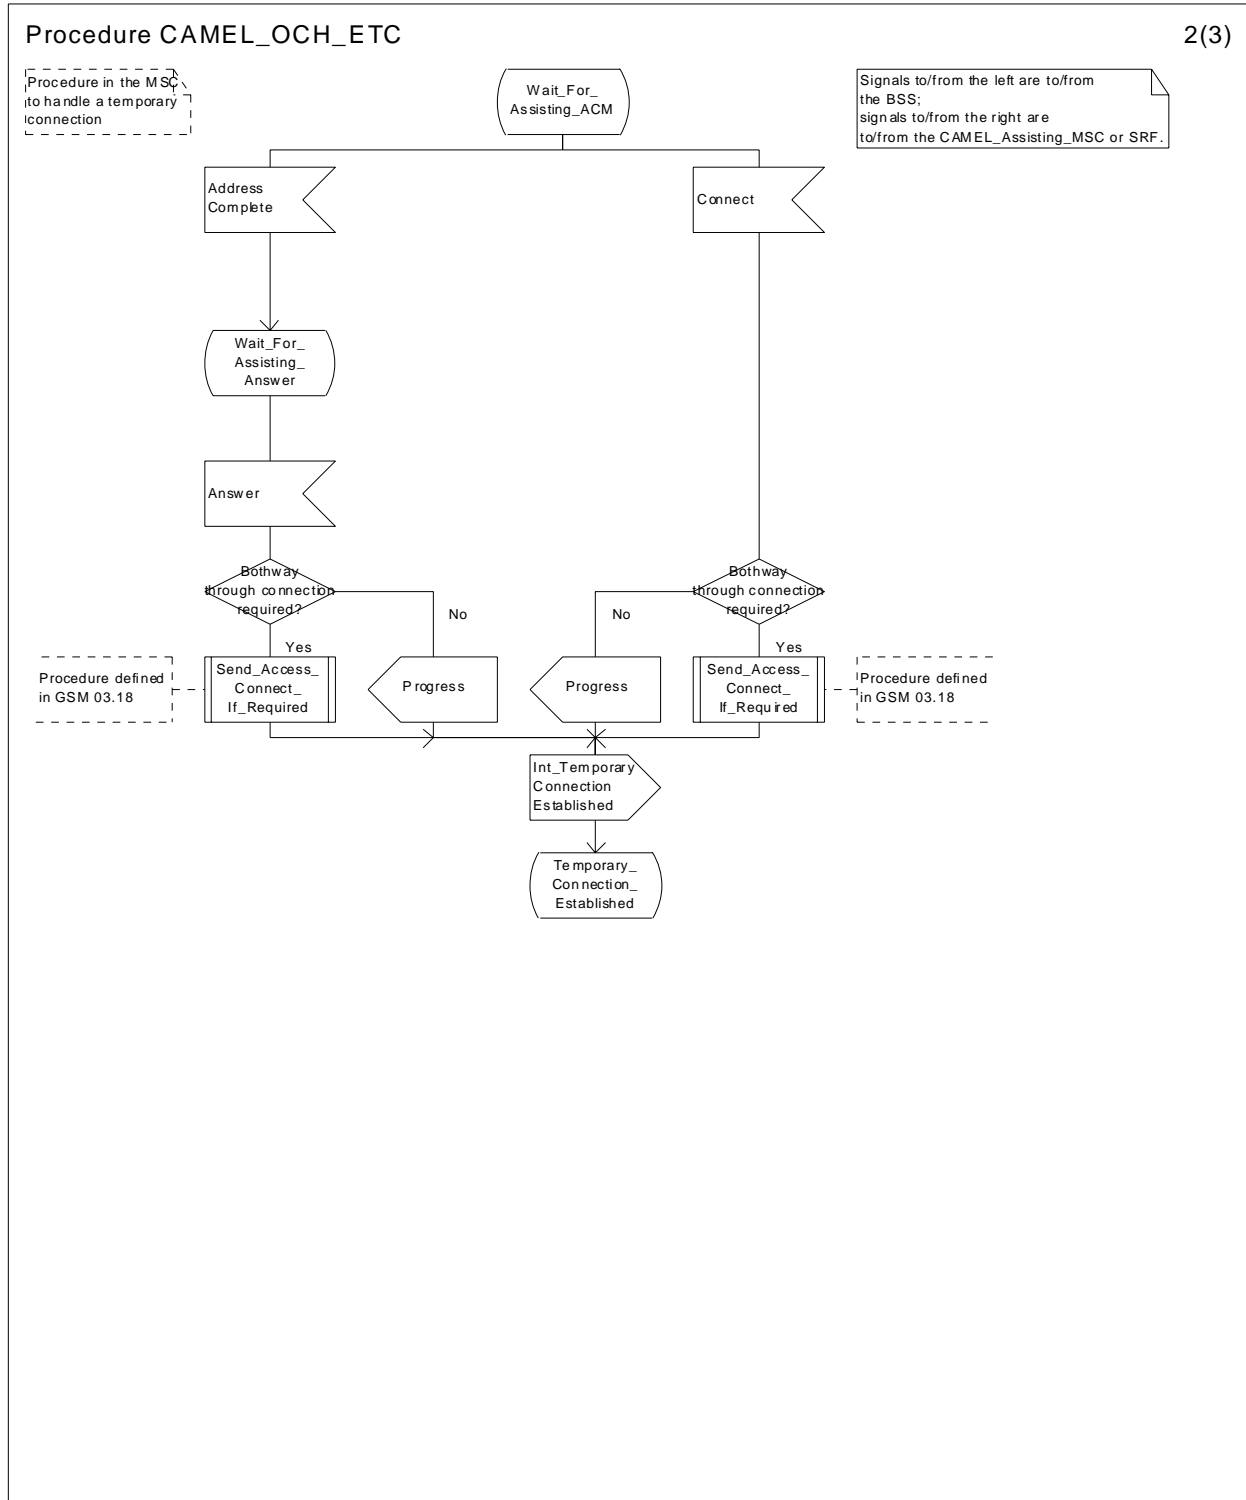 Procedure CAMEL_OCH_ETC
2(3)
Procedure in the MSC
to handle a temporary
connection
Wait_For_
Assisting_ACM
Signals to/from the left are to/from
the BSS;
signals to/from the right are
to/from the CAMEL_Assisting_MSC or SRF.
Address
Complete
Connect
Wait_For_
Assisting_
Answer
Answer
Bothway
through connection
required?
No
Yes
Bothway
through connection
required?
No
Yes
Procedure defined
in GSM 03.18
Send_Access_
Connect_
If_Required
Progress
Progress
Send_Access_
Connect_
If_Required
Procedure defined
in GSM 03.18
Int_Temporary
Connection
Established
Temporary_
Connection_
Established